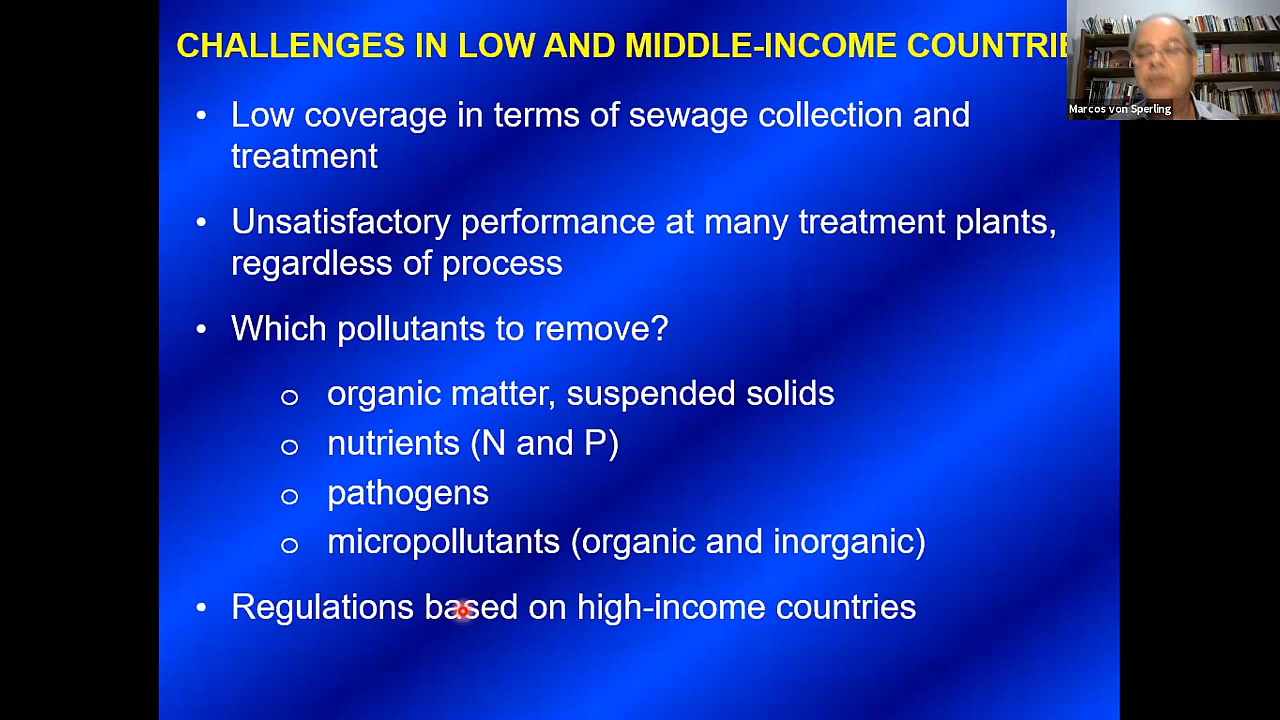 CHALLENGES IN LOW AND MIDDLE-INCOME COUNTRIE
Marcos von Sperling
• Low coverage in terms of sewage collection and
treatment
• Unsatisfactory performance at many treatment plants,
regardless of process
• Which pollutants to remove?
o organic matter, suspended solids
o nutrients (N and P)
o pathogens
o micropollutants (organic and inorganic)
• Regulations based on high-income countries